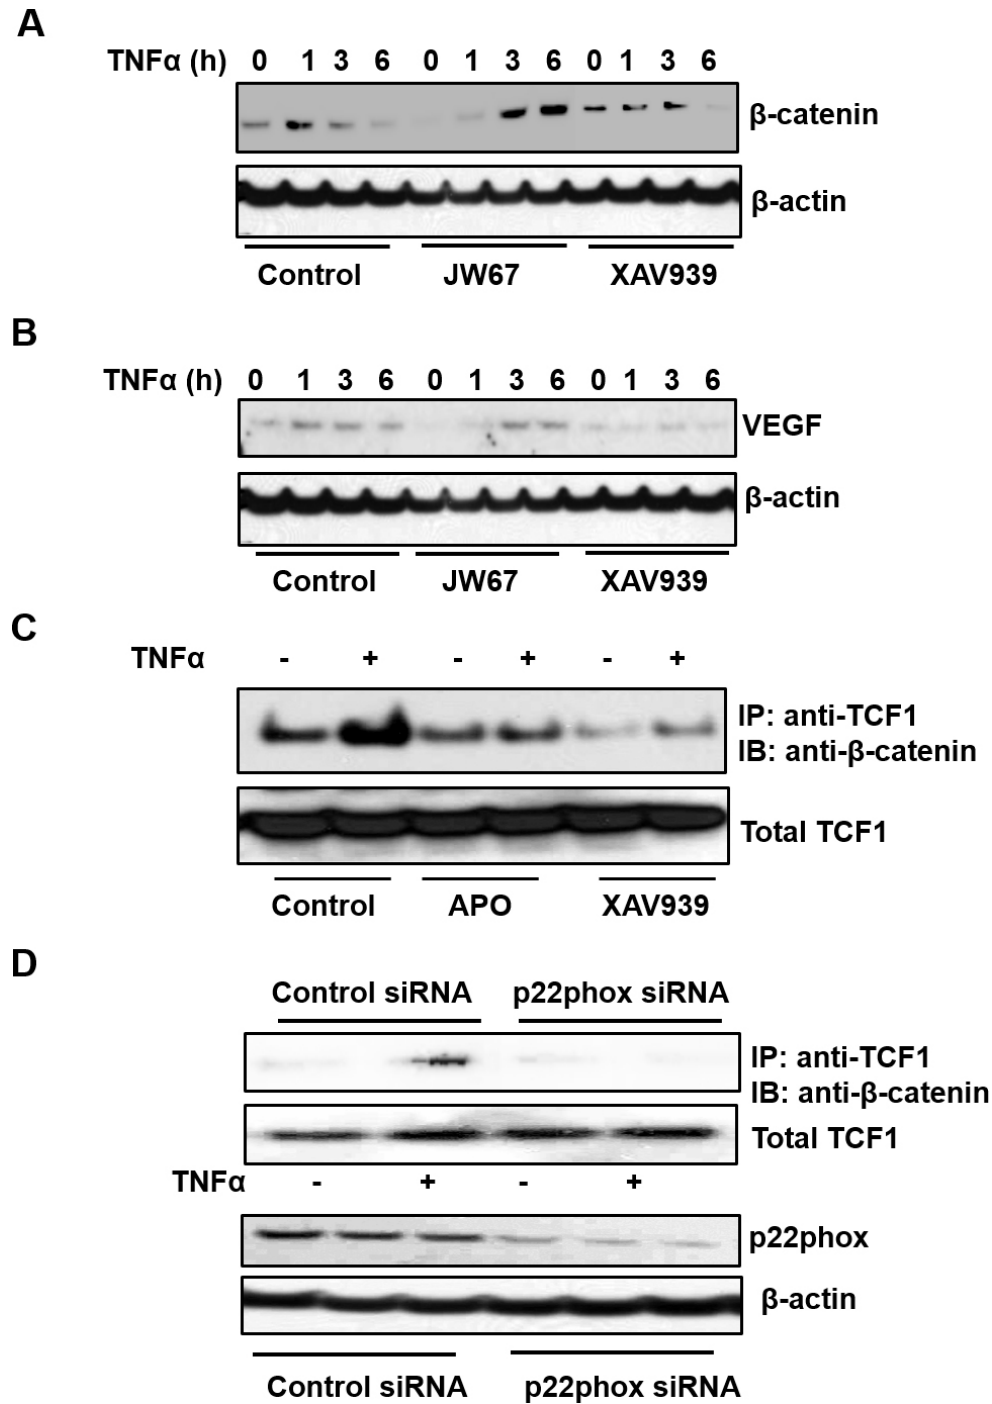 A
TNFα (h) 0 1 3 6 0 1 3 6 0 1 3 6
β-catenin
β-actin
Control JW67 XAV939
B
TNFα (h) 0 1 3 6 0 1 3 6 0 1 3 6
VEGF
β-actin
Control JW67 XAV939
C
TNFα - + - + - +
IP: anti-TCF1
IB: anti-β-catenin
Total TCF1
Control APO XAV939
D
Control siRNA p22phox siRNA
IP: anti-TCF1
IB: anti-β-catenin
Total TCF1
TNFα - + - +
p22phox
β-actin
Control siRNA p22phox siRNA